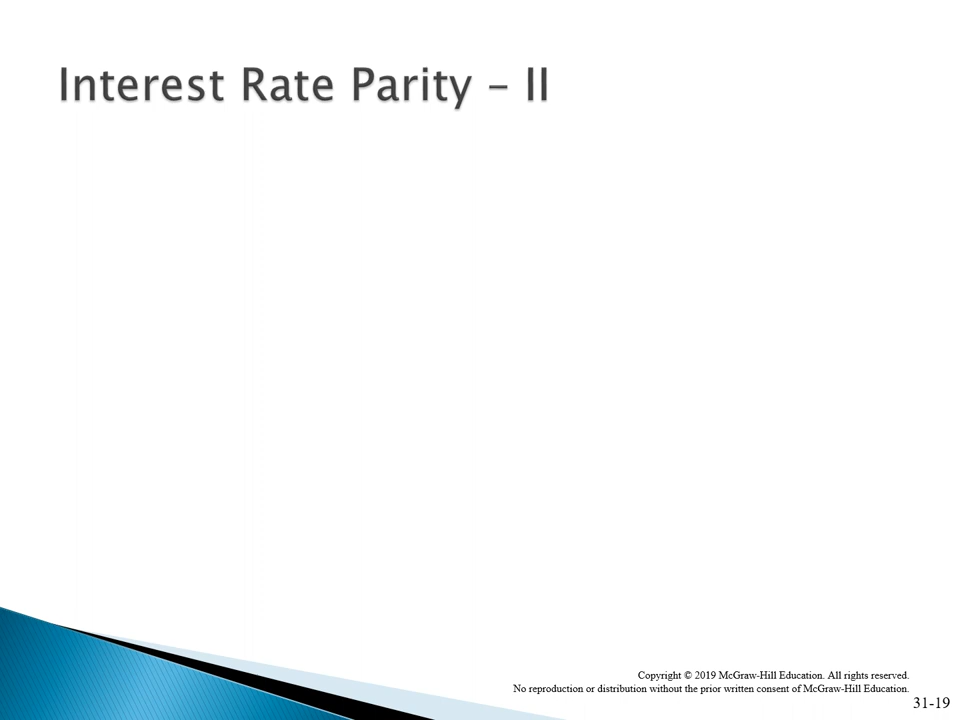 Interest Rate Parity – II
Copyright © 2019 McGraw-Hill Education. All rights reserved.
No reproduction or distribution without the prior written consent of McGraw-Hill Education.
31-19